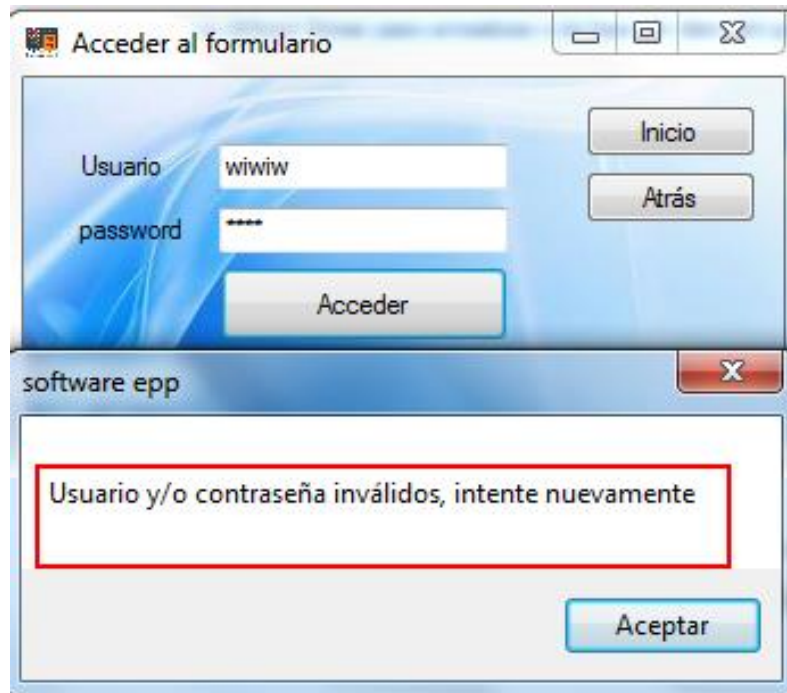 Acceder al formulario
Inicio
Usuario wiwiw
Atrás
password ****
Acceder
software epp
Usuario y/o contraseña inválidos, intente nuevamente
Aceptar